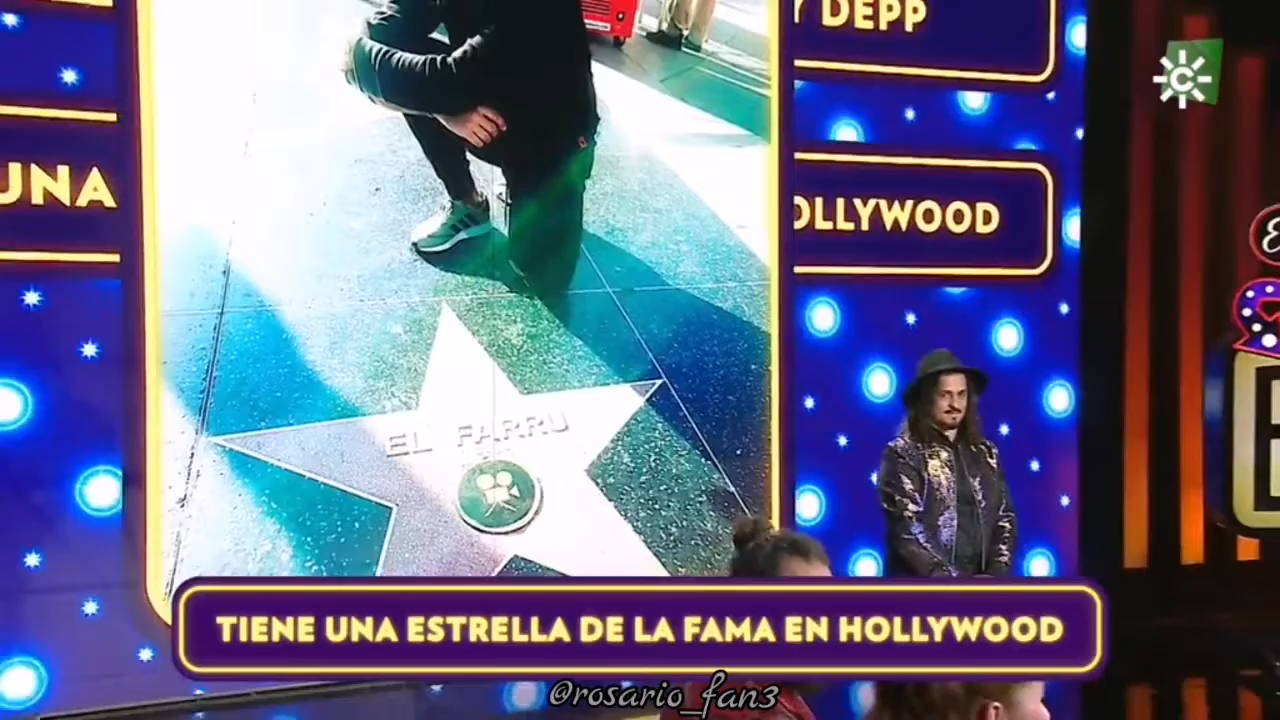 Y DEPP
UNA
OLLYWOOD
EL FARRU
TIENE UNA ESTRELLA DE LA FAMA EN HOLLYWOOD
@rosario_fan3